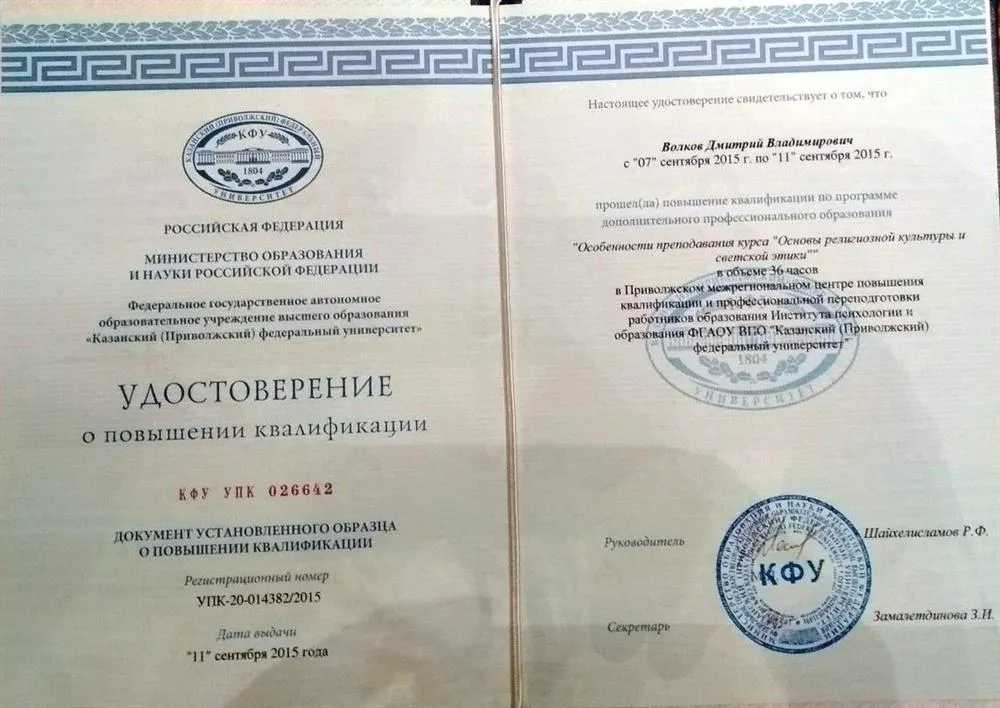 КАЗАНСКИЙ (ПРИВОЛЖСКИЙ) ФЕДЕРАЛЬНЫЙ
КФУ
1804
УНИВЕРСИТЕТ
РОССИЙСКАЯ ФЕДЕРАЦИЯ
МИНИСТЕРСТВО ОБРАЗОВАНИЯ
И НАУКИ РОССИЙСКОЙ ФЕДЕРАЦИИ
Федеральное государственное автономное
образовательное учреждение высшего образования
«Казанский (Приволжский) федеральный университет»
УДОСТОВЕРЕНИЕ
о повышении квалификации
КФУ УПК 026642
ДОКУМЕНТ УСТАНОВЛЕННОГО ОБРАЗЦА
О ПОВЫШЕНИИ КВАЛИФИКАЦИИ
Регистрационный номер
УПК-20-014382/2015
Дата выдачи
"11" сентября 2015 года
Настоящее удостоверение свидетельствует о том, что
Волков Дмитрий Владимирович
с "07" сентября 2015 г. по "11" сентября 2015 г.
прошел(ла) повышение квалификации по программе
дополнительного профессионального образования
"Особенности преподавания курса "Основы религиозной культуры и
светской этики""
в объеме 36 часов
в Приволжском межрегиональном центре повышения
квалификации и профессиональной переподготовки
работников образования Института психологии и
образования ФГАОУ ВПО "Казанский (Приволжский)
федеральный университет"
1804
УНИВЕРСИТЕТ
Руководитель
Шайхелисламов Р.Ф.
КФУ
Секретарь
Замалетдинова З.И.